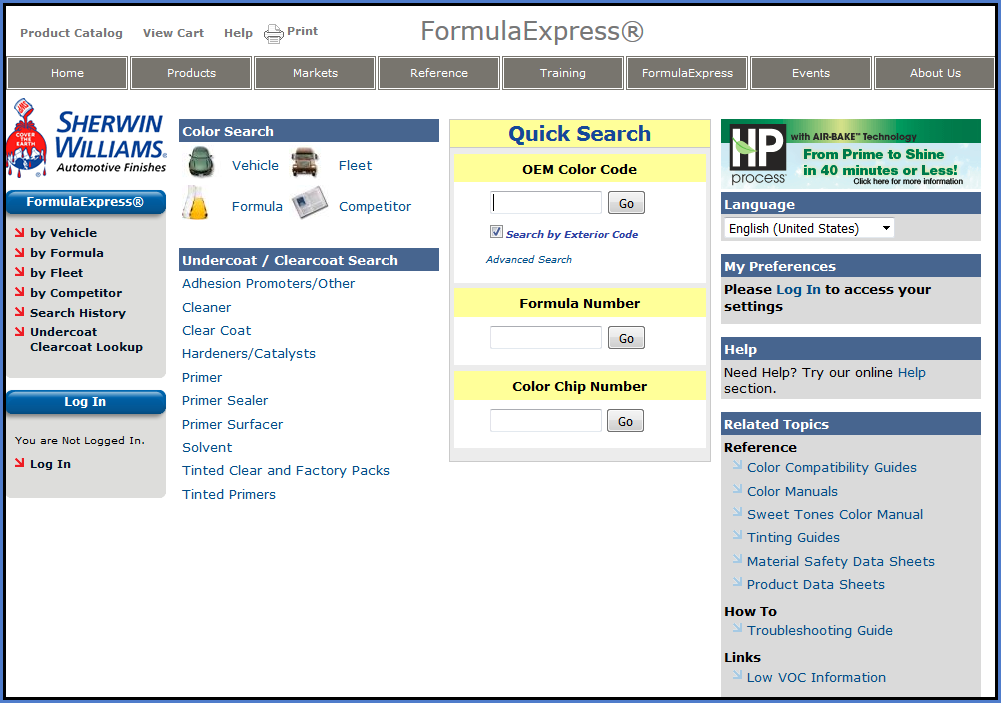 Product Catalog
View Cart
Help
Print
FormulaExpress®
Home
Products
Markets
Reference
Training
FormulaExpress
Events
About Us
COVER THE EARTH
SHERWIN
WILLIAMS®
Automotive Finishes
FormulaExpress®
by Vehicle
by Formula
by Fleet
by Competitor
Search History
Undercoat
Clearcoat Lookup
Log In
You are Not Logged In.
Log In
Color Search
Vehicle
Fleet
Formula
Competitor
Undercoat / Clearcoat Search
Adhesion Promoters/Other
Cleaner
Clear Coat
Hardeners/Catalysts
Primer
Primer Sealer
Primer Surfacer
Solvent
Tinted Clear and Factory Packs
Tinted Primers
Quick Search
OEM Color Code
Go
Search by Exterior Code
Advanced Search
Formula Number
Go
Color Chip Number
Go
HP
process
with AIR-BAKE™ Technology
From Prime to Shine
in 40 minutes or Less!
Click here for more information
Language
English (United States)
My Preferences
Please Log In to access your
settings
Help
Need Help? Try our online Help
section.
Related Topics
Reference
Color Compatibility Guides
Color Manuals
Sweet Tones Color Manual
Tinting Guides
Material Safety Data Sheets
Product Data Sheets
How To
Troubleshooting Guide
Links
Low VOC Information